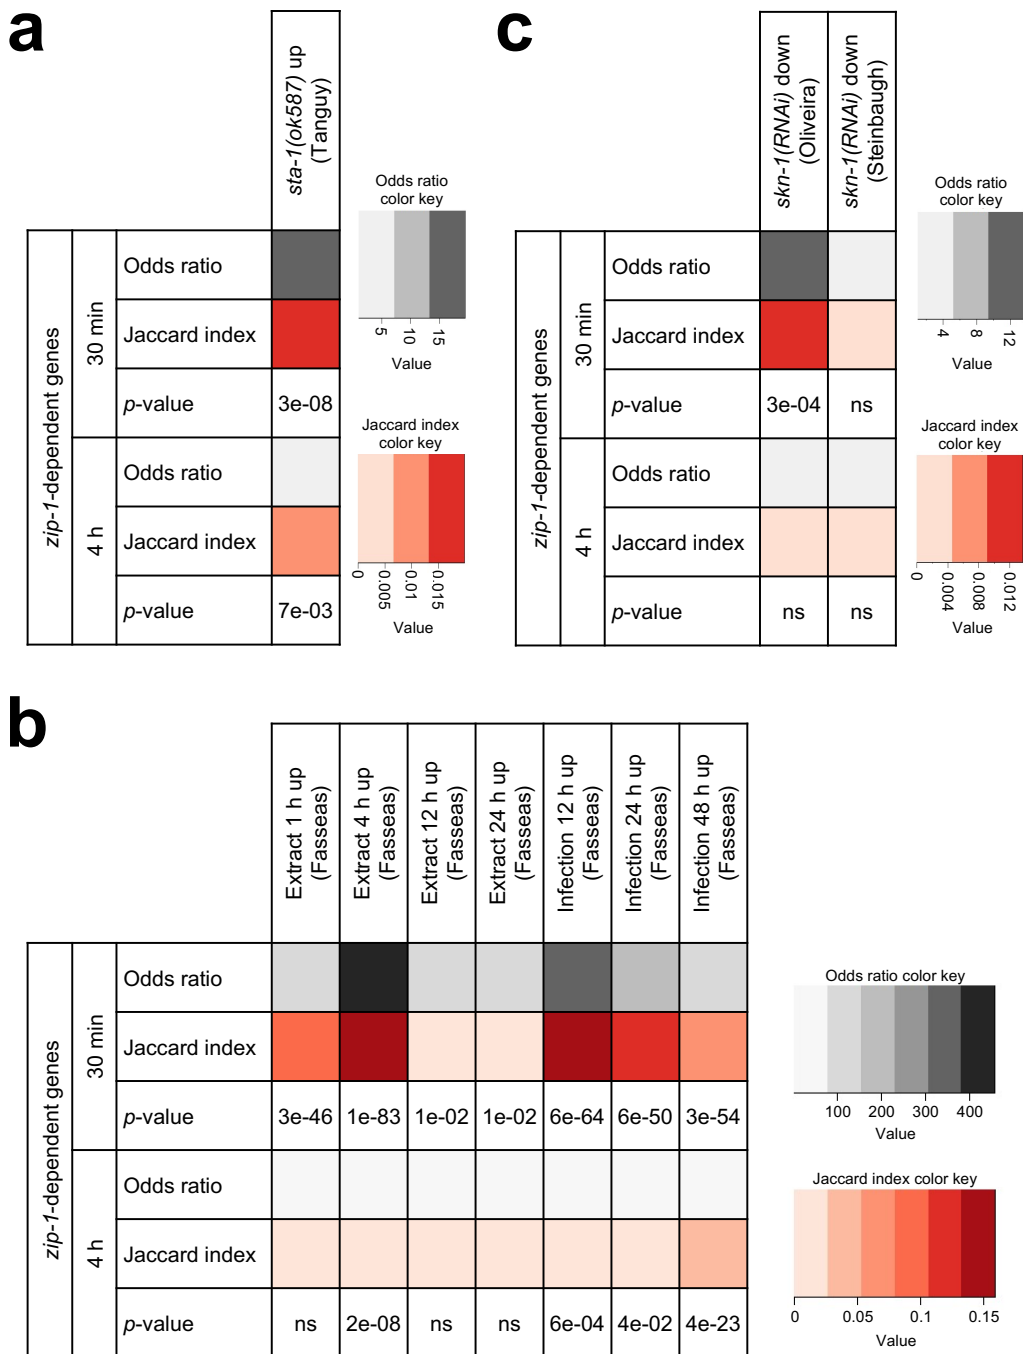 a
sta-1(ok587) up
(Tanguy)
Odds ratio
color key
5 10 15
Value
Jaccard index
color key
0 0.005 0.01 0.015
Value
zip-1-dependent genes
30 min
Odds ratio
Jaccard index
p-value 3e-08
4 h
Odds ratio
Jaccard index
p-value 7e-03
c
skn-1(RNAi) down
(Oliveira)
skn-1(RNAi) down
(Steinbaugh)
Odds ratio
color key
4 8 12
Value
Jaccard index
color key
0 0.004 0.008 0.012
Value
zip-1-dependent genes
30 min
Odds ratio
Jaccard index
p-value 3e-04 ns
4 h
Odds ratio
Jaccard index
p-value ns ns
b
Extract 1 h up
(Fasseas)
Extract 4 h up
(Fasseas)
Extract 12 h up
(Fasseas)
Extract 24 h up
(Fasseas)
Infection 12 h up
(Fasseas)
Infection 24 h up
(Fasseas)
Infection 48 h up
(Fasseas)
zip-1-dependent genes
30 min
Odds ratio
Jaccard index
p-value 3e-46 1e-83 1e-02 1e-02 6e-64 6e-50 3e-54
4 h
Odds ratio
Jaccard index
p-value ns 2e-08 ns ns 6e-04 4e-02 4e-23
Odds ratio color key
100 200 300 400
Value
Jaccard index color key
0 0.05 0.1 0.15
Value